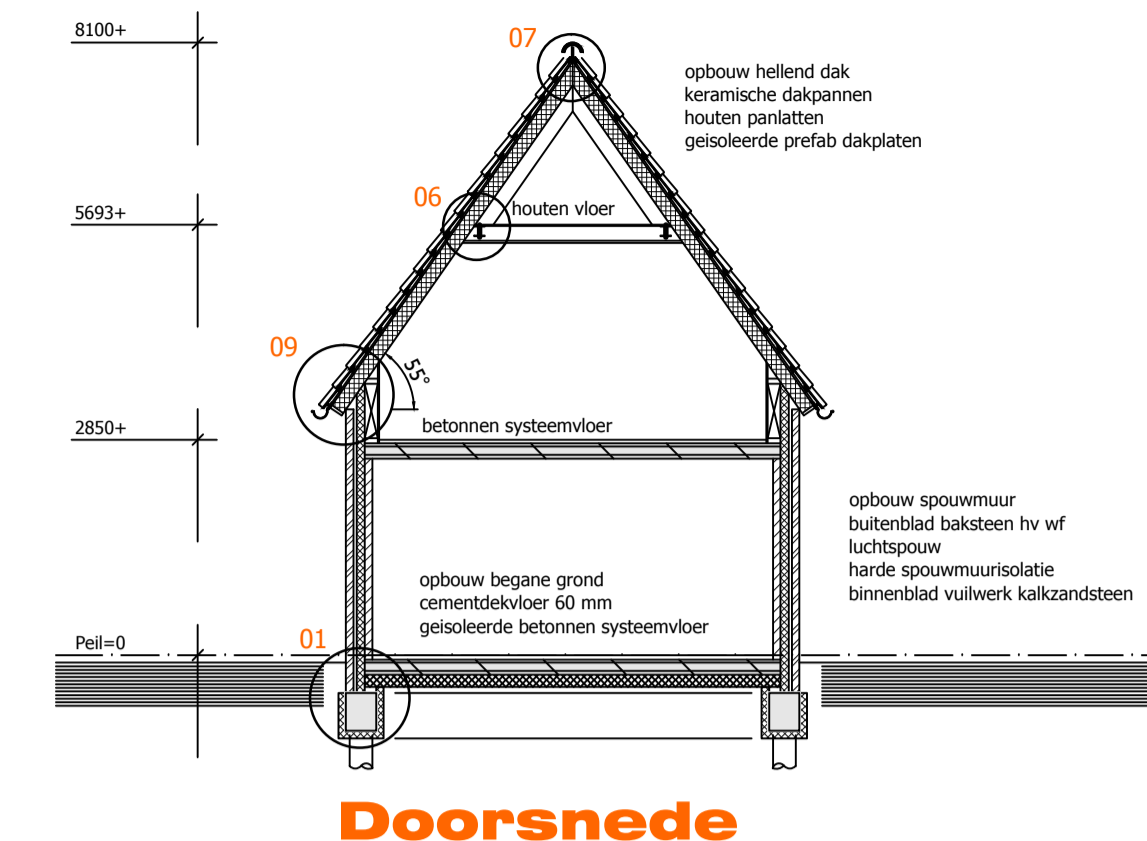 8100+
07
opbouw hellend dak
keramische dakpannen
houten panlatten
geisoleerde prefab dakplaten
06
5693+
houten vloer
09
55°
2850+
betonnen systeemvloer
opbouw spouwmuur
buitenblad baksteen hv wf
luchtspouw
harde spouwmuurisolatie
binnenblad vuilwerk kalkzandsteen
opbouw begane grond
cementdekvloer 60 mm
geisoleerde betonnen systeemvloer
Peil=0
01
Doorsnede